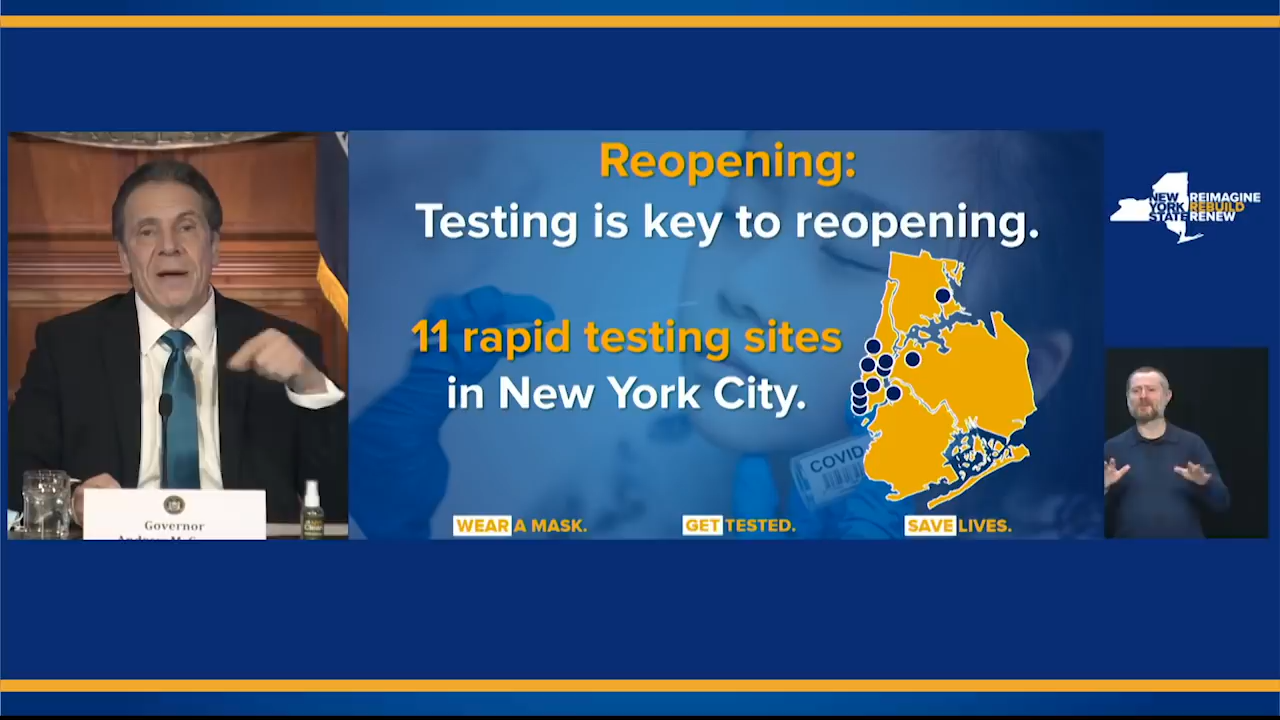 Reopening:
Testing is key to reopening.
11 rapid testing sites
in New York City.
COVID
WEAR A MASK.
GET TESTED.
SAVE LIVES.
Governor
NEW
YORK
STATE
REIMAGINE
REBUILD
RENEW